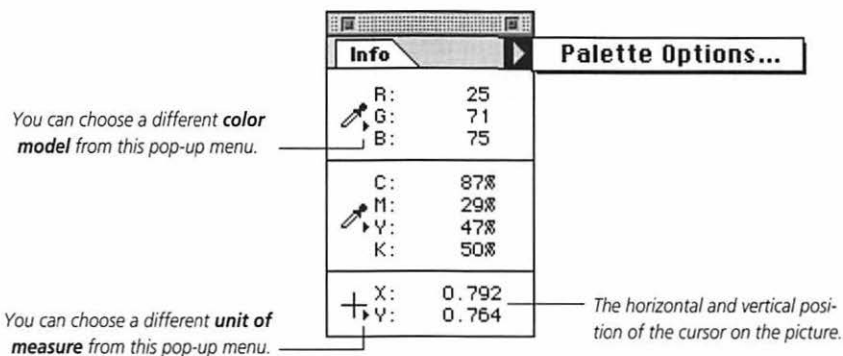 Info
Palette Options...
R: 25
G: 71
B: 75
You can choose a different color
model from this pop-up menu.
C: 87%
M: 29%
Y: 47%
K: 50%
X: 0.792
Y: 0.764
The horizontal and vertical posi-
tion of the cursor on the picture.
You can choose a different unit of
measure from this pop-up menu.